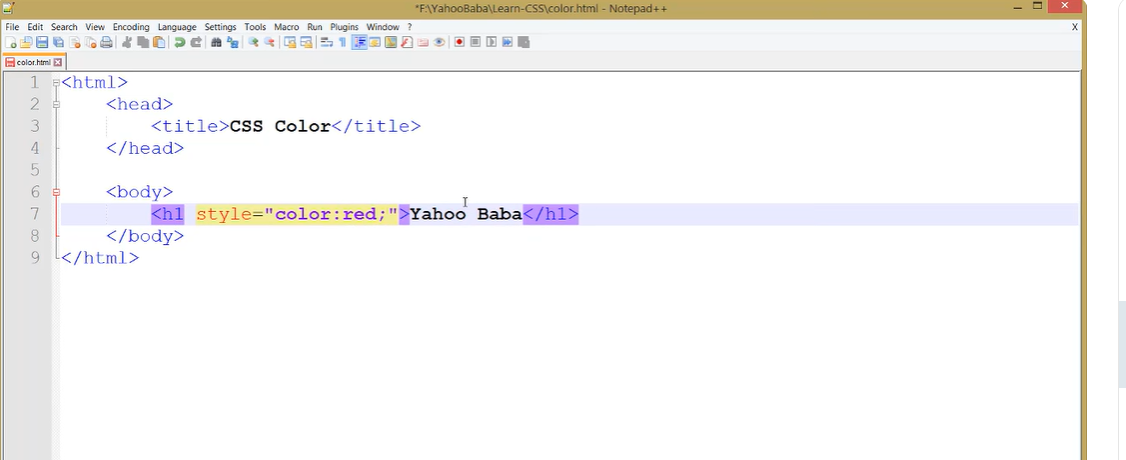 *F:\YahooBaba\Learn-CSS\color.html - Notepad++
File Edit Search View Encoding Language Settings Tools Macro Run Plugins Window ? X
color.html
1 <html>
2 <head>
3 <title>CSS Color</title>
4 </head>
5
6 <body>
7 <h1 style="color:red;">Yahoo Baba</h1>
8 </body>
9 </html>